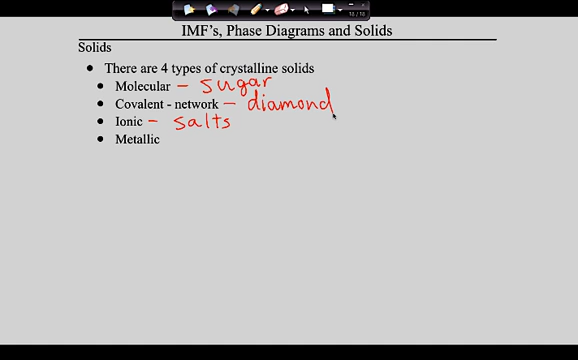 IMF's, Phase Diagrams and Solids
Solids
• There are 4 types of crystalline solids
• Molecular - sugar
• Covalent - network - diamond
• Ionic - salts
• Metallic